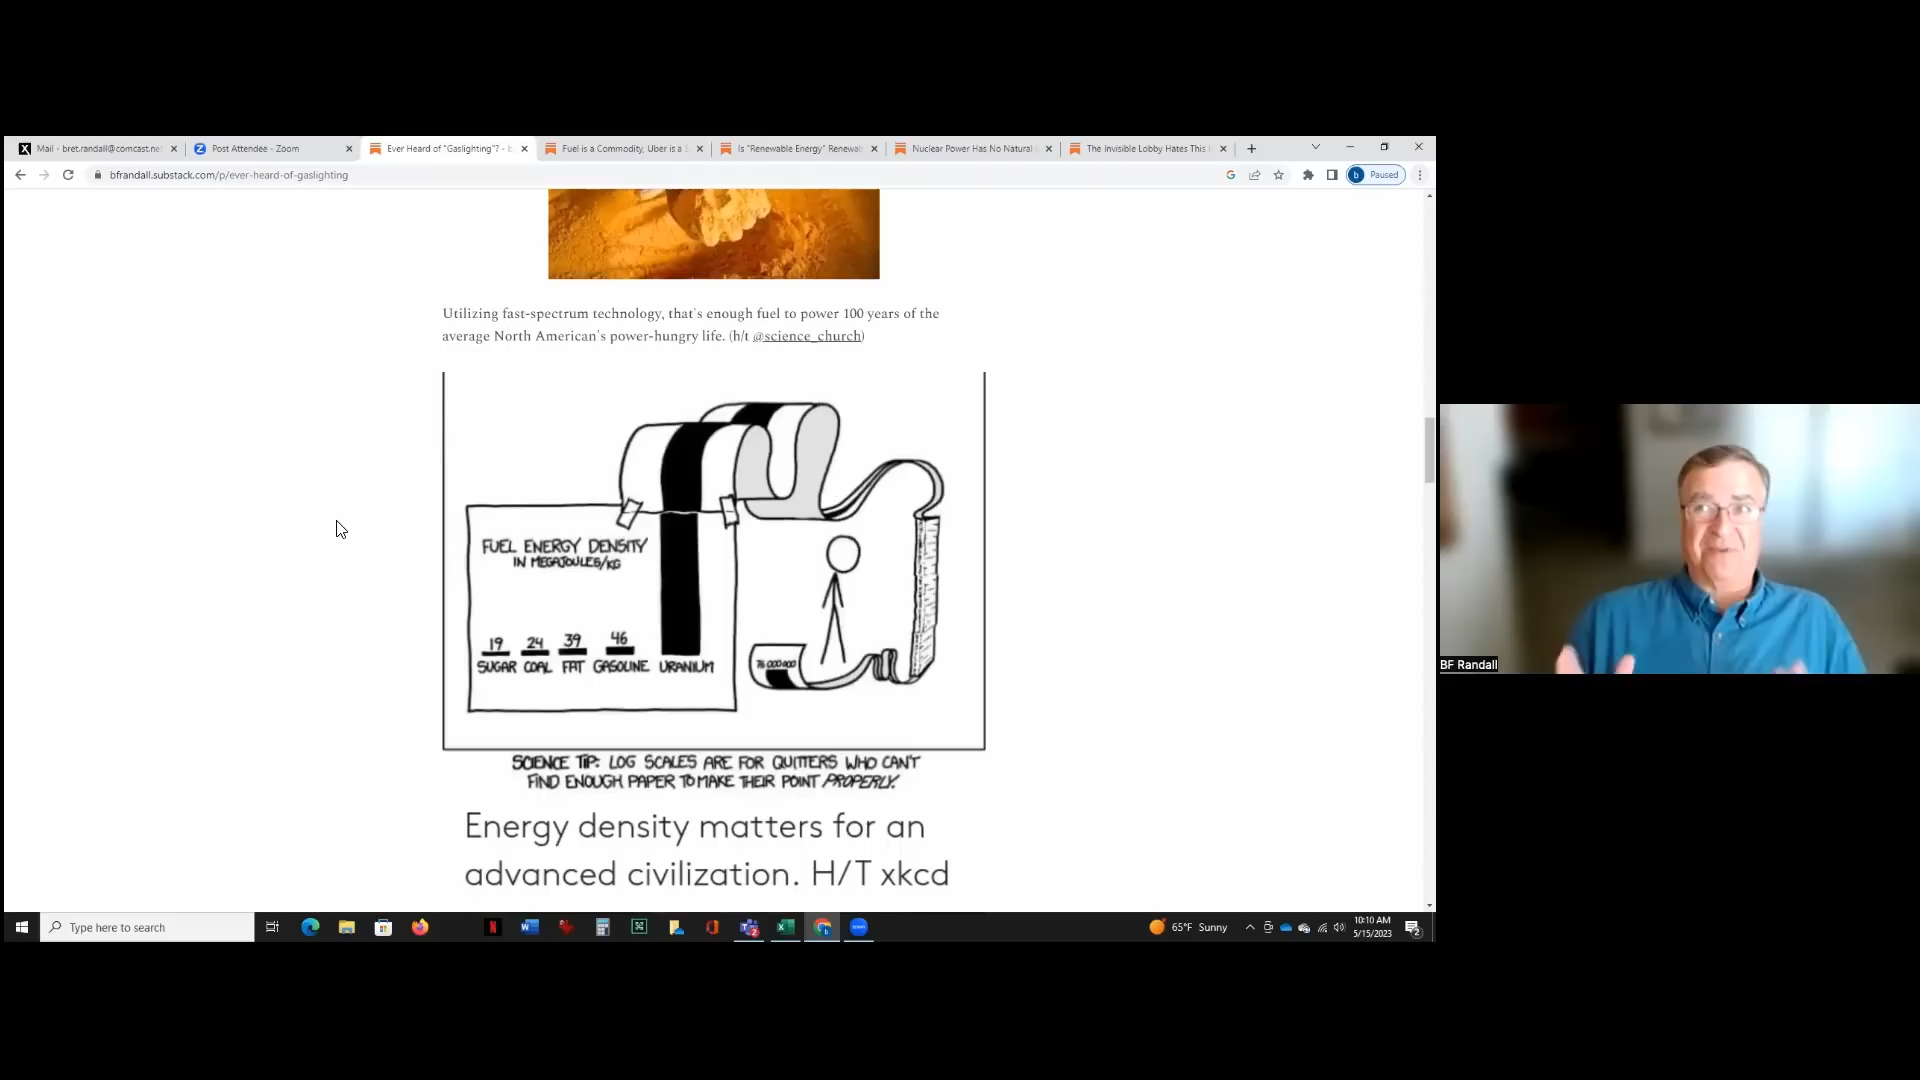 Mail - bret.randall@comcast.ne
Post Attendee - Zoom
Ever Heard of "Gaslighting"? - b
Fuel is a Commodity, Uber is a S
Is "Renewable Energy" Renewab
Nuclear Power Has No Natural
The Invisible Lobby Hates This
bfrandall.substack.com/p/ever-heard-of-gaslighting
b Paused
Utilizing fast-spectrum technology, that's enough fuel to power 100 years of the
average North American's power-hungry life. (h/t @science_church)
FUEL ENERGY DENSITY
IN MEGAJOULES/KG
19 24 39 46
SUGAR COAL FAT GASOLINE URANIUM
76 000 000
SCIENCE TIP: LOG SCALES ARE FOR QUITTERS WHO CAN'T
FIND ENOUGH PAPER TO MAKE THEIR POINT PROPERLY.
Energy density matters for an
advanced civilization. H/T xkcd
BF Randall
Type here to search
65°F Sunny
10:10 AM
5/15/2023